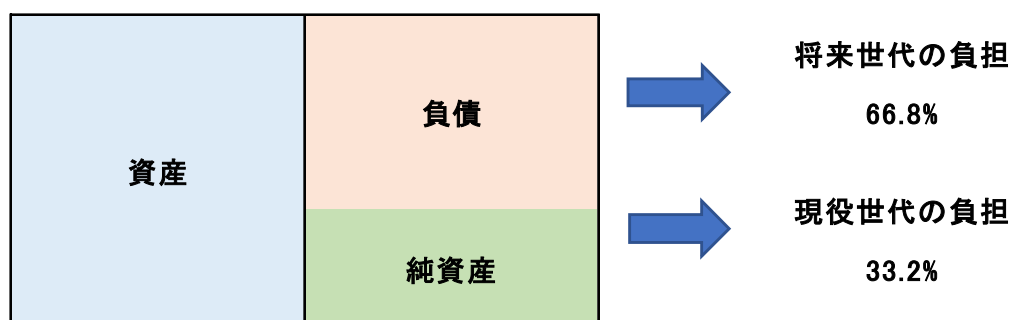 資産
負債
純資産
将来世代の負担
66.8%
現役世代の負担
33.2%